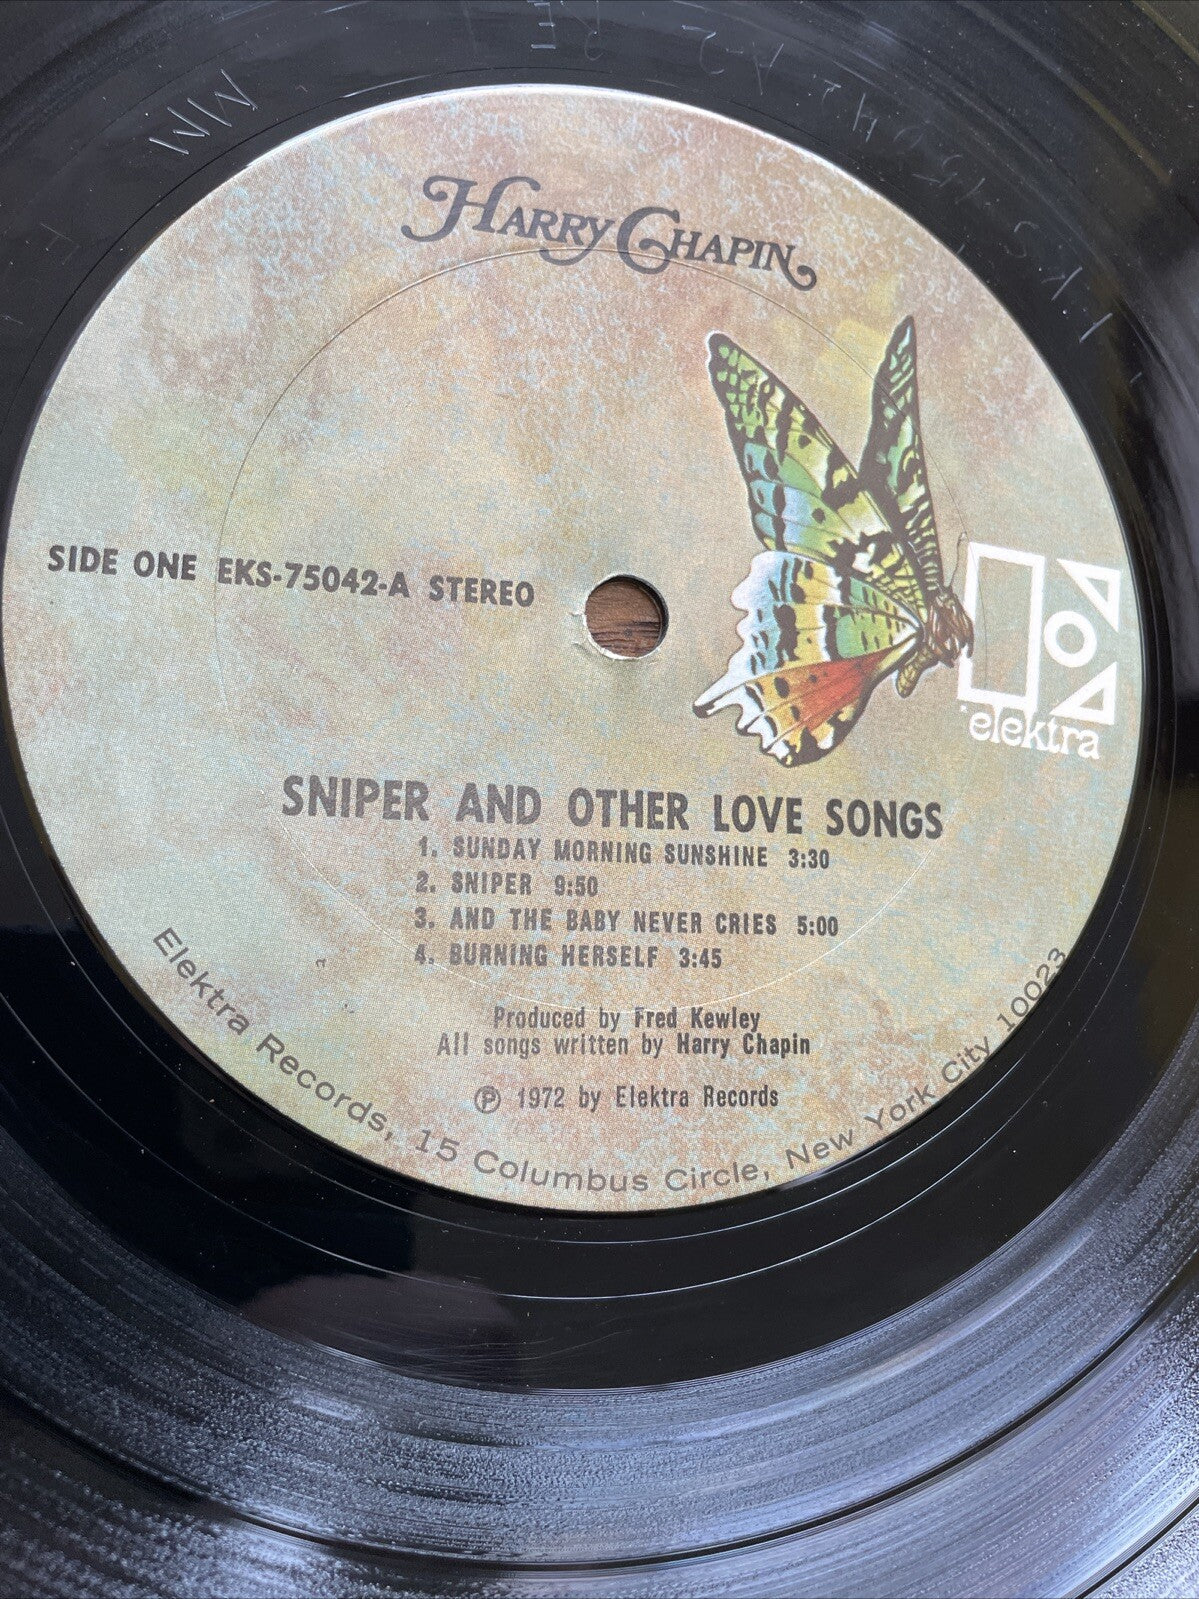 HARRY CHAPIN
SIDE ONE EKS-75042-A STEREO
elektra
SNIPER AND OTHER LOVE SONGS
1. SUNDAY MORNING SUNSHINE 3:30
2. SNIPER 9:50
3. AND THE BABY NEVER CRIES 5:00
4. BURNING HERSELF 3:45
Produced by Fred Kewley
All songs written by Harry Chapin
Ⓟ 1972 by Elektra Records
Elektra Records, 15 Columbus Circle, New York City 10023